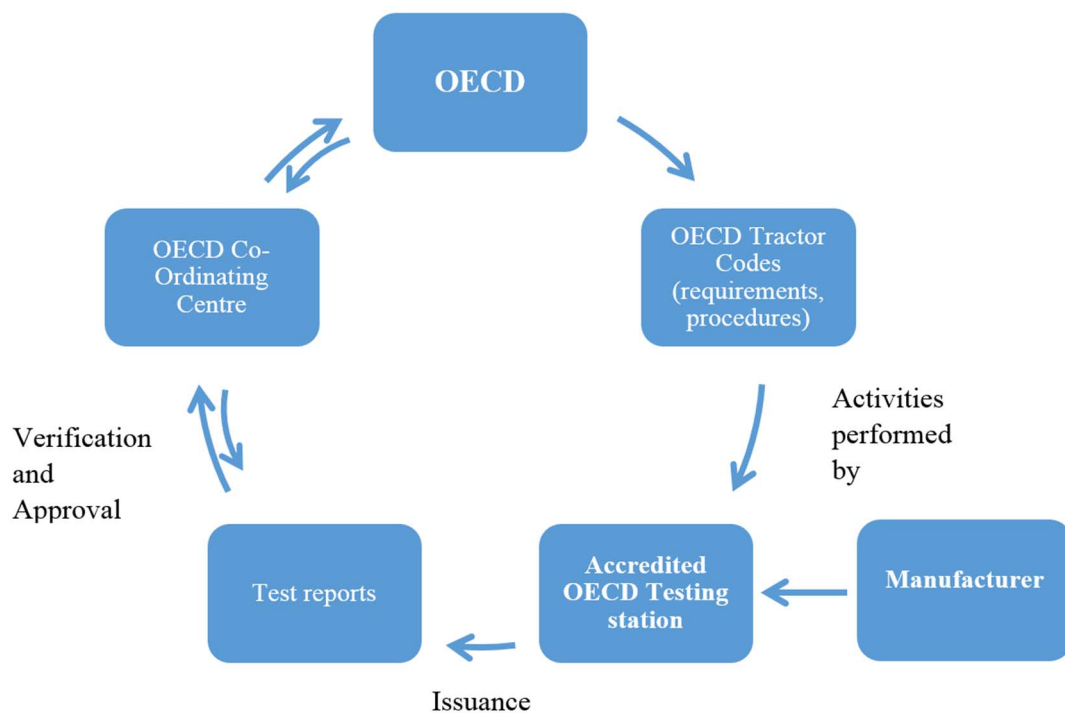 OECD
OECD Co-
Ordinating
Centre
OECD Tractor
Codes
(requirements,
procedures)
Verification
and
Approval
Activities
performed
by
Test reports
Accredited
OECD Testing
station
Manufacturer
Issuance